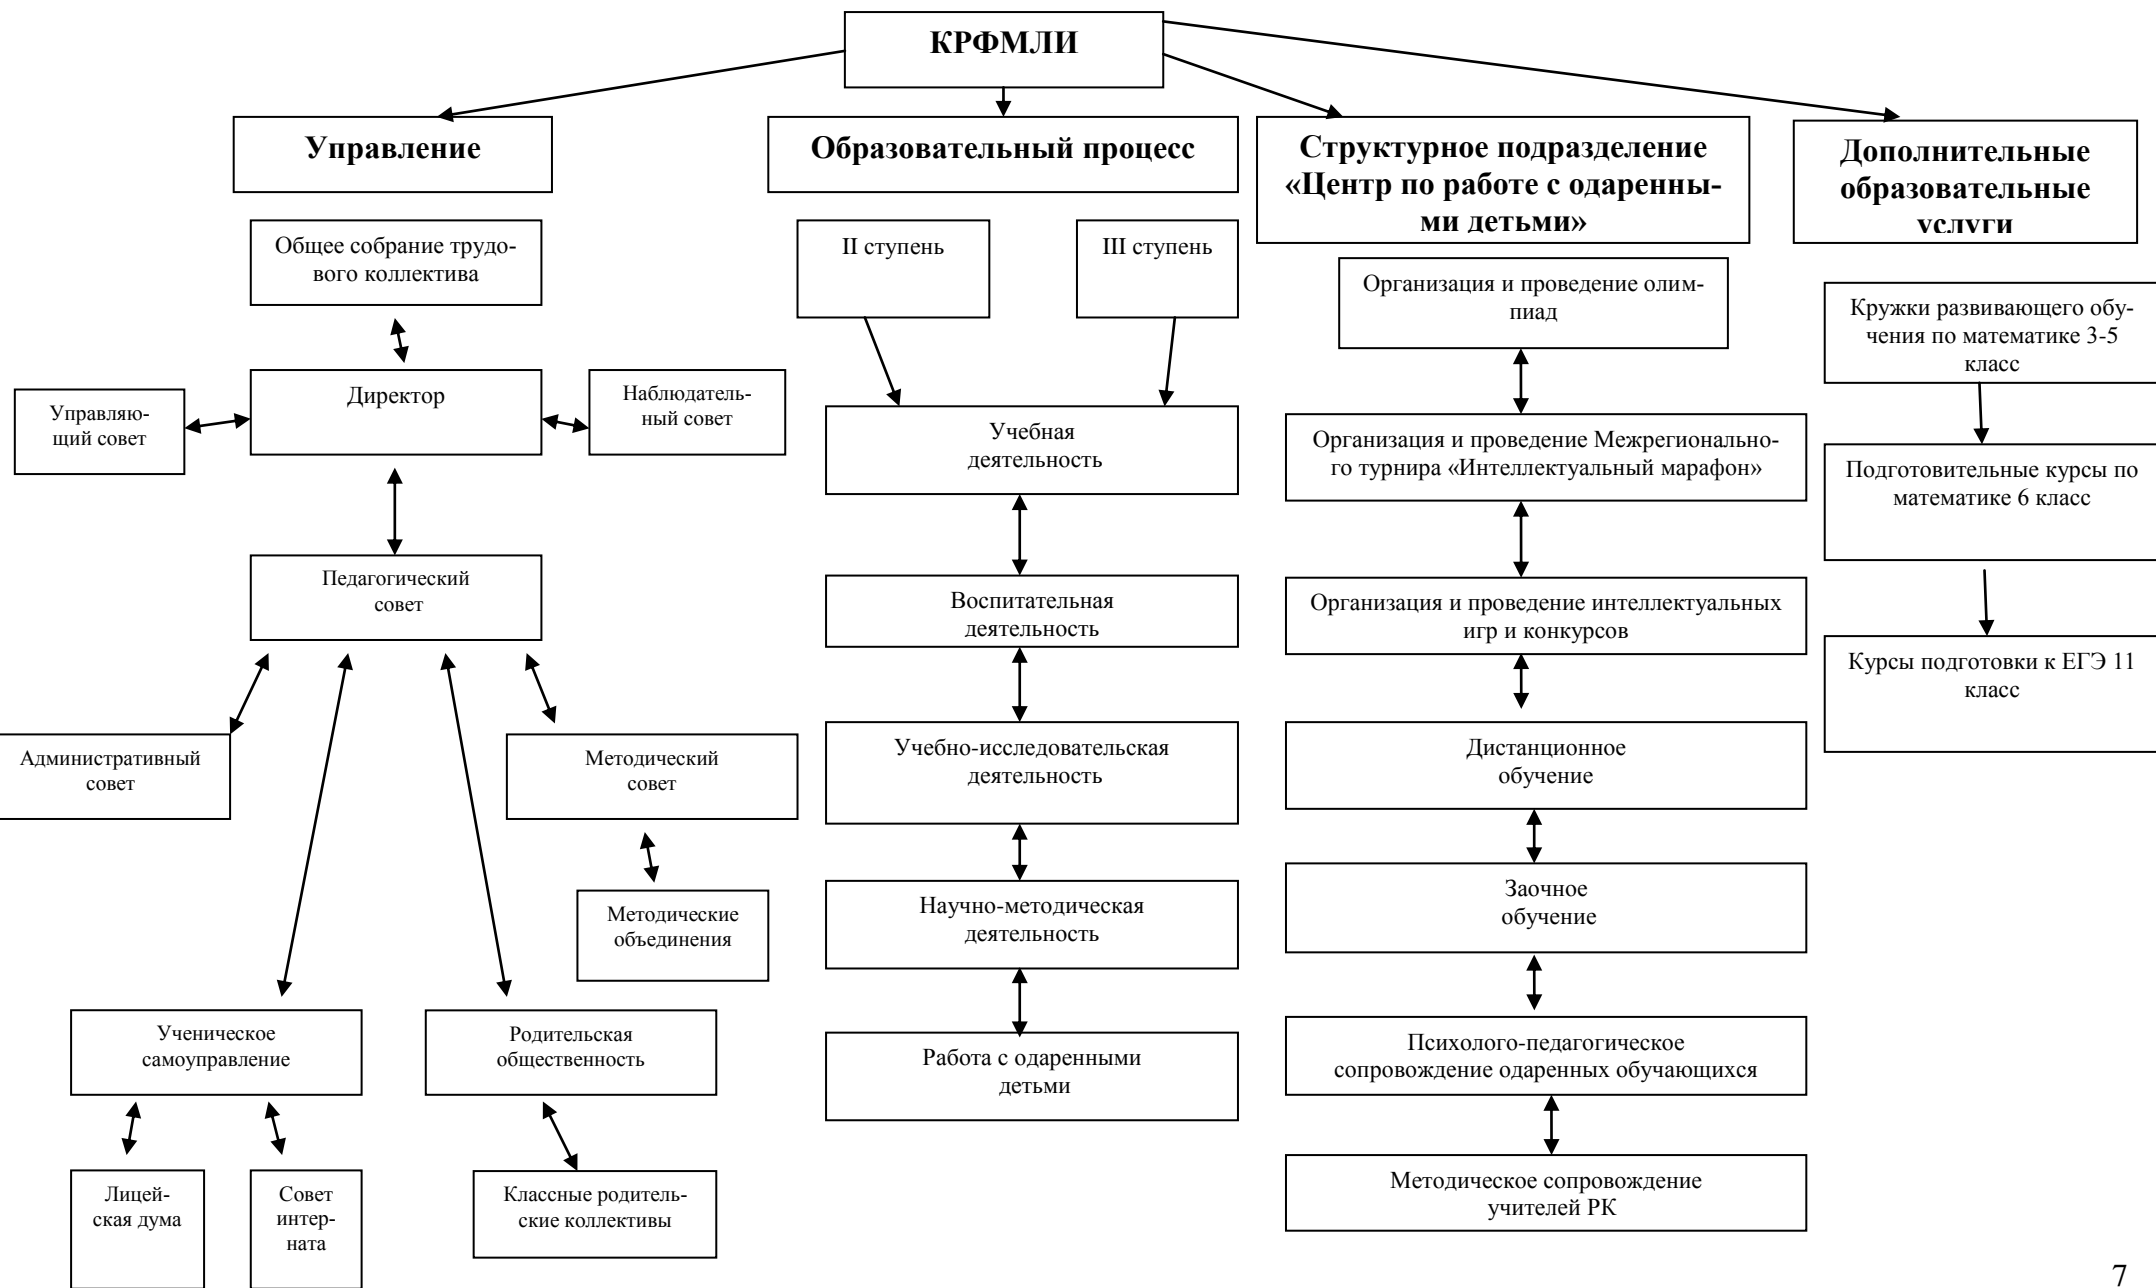 КРФМЛИ
Управление
Образовательный процесс
Структурное подразделение
«Центр по работе с одаренны-
ми детьми»
Дополнительные
образовательные
услуги
Общее собрание трудо-
вого коллектива
Директор
Управляю-
щий совет
Наблюдатель-
ный совет
Педагогический
совет
Административный
совет
Методический
совет
Методические
объединения
Ученическое
самоуправление
Родительская
общественность
Лицей-
ская дума
Совет
интер-
ната
Классные родитель-
ские коллективы
II ступень
III ступень
Учебная
деятельность
Воспитательная
деятельность
Учебно-исследовательская
деятельность
Научно-методическая
деятельность
Работа с одаренными
детьми
Организация и проведение олим-
пиад
Организация и проведение Межрегионально-
го турнира «Интеллектуальный марафон»
Организация и проведение интеллектуальных
игр и конкурсов
Дистанционное
обучение
Заочное
обучение
Психолого-педагогическое
сопровождение одаренных обучающихся
Методическое сопровождение
учителей РК
Кружки развивающего обу-
чения по математике 3-5
класс
Подготовительные курсы по
математике 6 класс
Курсы подготовки к ЕГЭ 11
класс
7